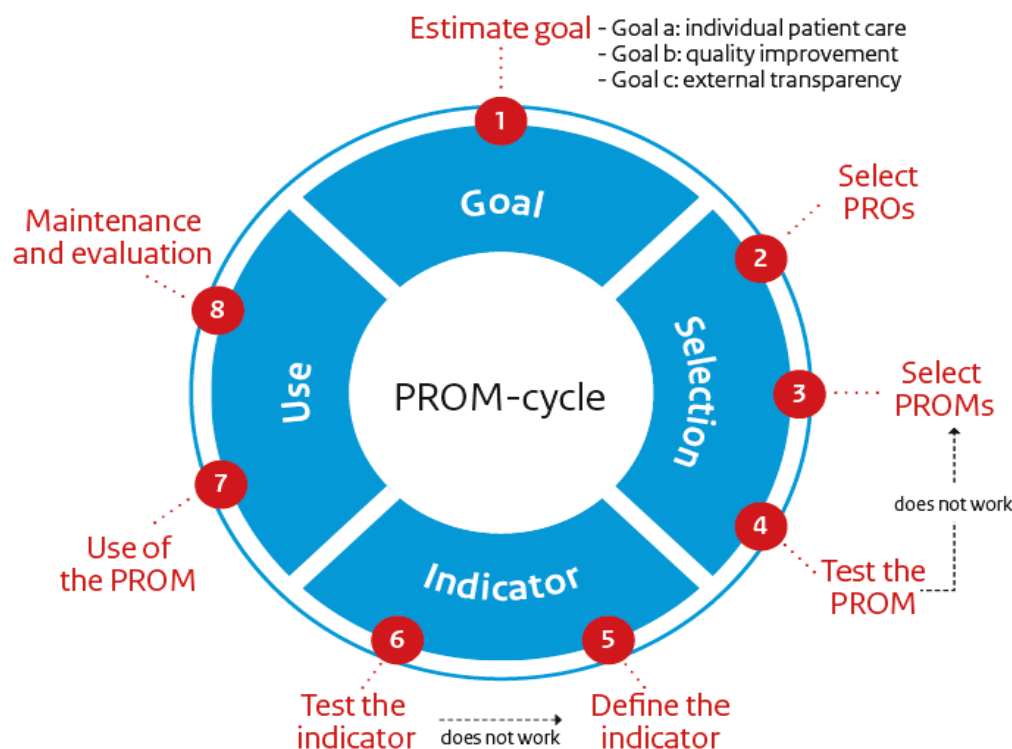 Estimate goal
- Goal a: individual patient care
- Goal b: quality improvement
- Goal c: external transparency
1
Goal
Select
PROs
2
Selection
3
Select
PROMs
does not work
4
Test the
PROM
Indicator
5
Define the
indicator
does not work
6
Test the
indicator
Use
7
Use of
the PROM
8
Maintenance
and evaluation
PROM-cycle